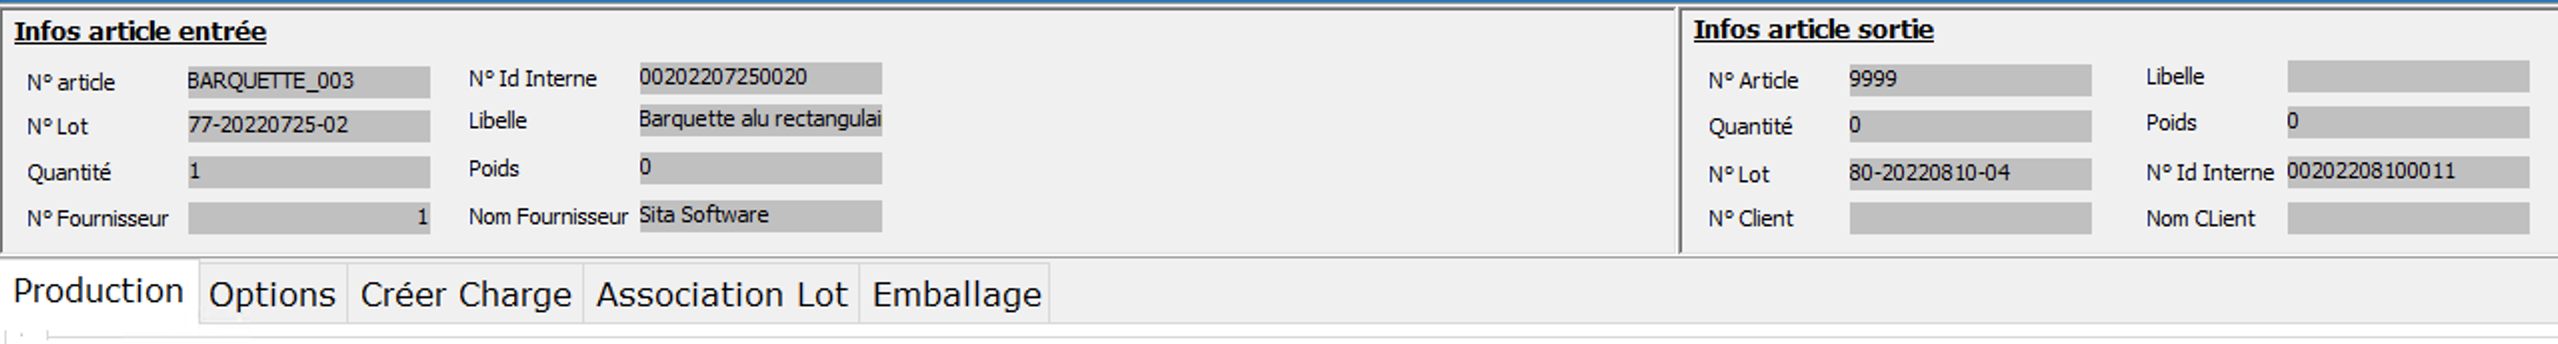 Infos article entrée
N° article BARQUETTE_003 N° Id Interne 00202207250020
N° Lot 77-20220725-02 Libelle Barquette alu rectangulai
Quantité 1 Poids 0
N° Fournisseur 1 Nom Fournisseur Sita Software
Infos article sortie
N° Article 9999 Libelle
Quantité 0 Poids 0
N° Lot 80-20220810-04 N° Id Interne 00202208100011
N° Client Nom CLient
Production Options Créer Charge Association Lot Emballage